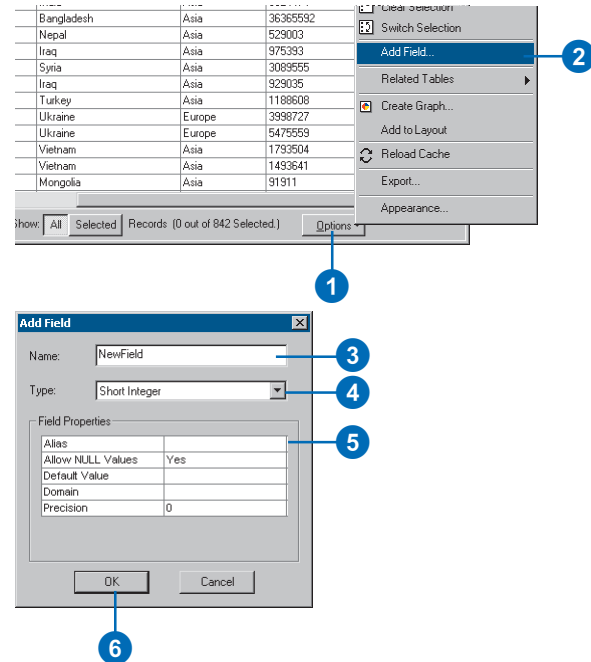 Bangladesh Asia 36365592
Nepal Asia 529003
Iraq Asia 975393
Syria Asia 3089555
Iraq Asia 929035
Turkey Asia 1188608
Ukraine Europe 3998727
Ukraine Europe 5475559
Vietnam Asia 1793504
Vietnam Asia 1493641
Mongolia Asia 91911
Show: All Selected Records (0 out of 842 Selected.) Options
Clear Selection
Switch Selection
Add Field... 2
Related Tables
Create Graph...
Add to Layout
Reload Cache
Export...
Appearance...
1
Add Field
Name: NewField 3
Type: Short Integer 4
Field Properties
Alias 5
Allow NULL Values Yes
Default Value
Domain
Precision 0
OK Cancel
6